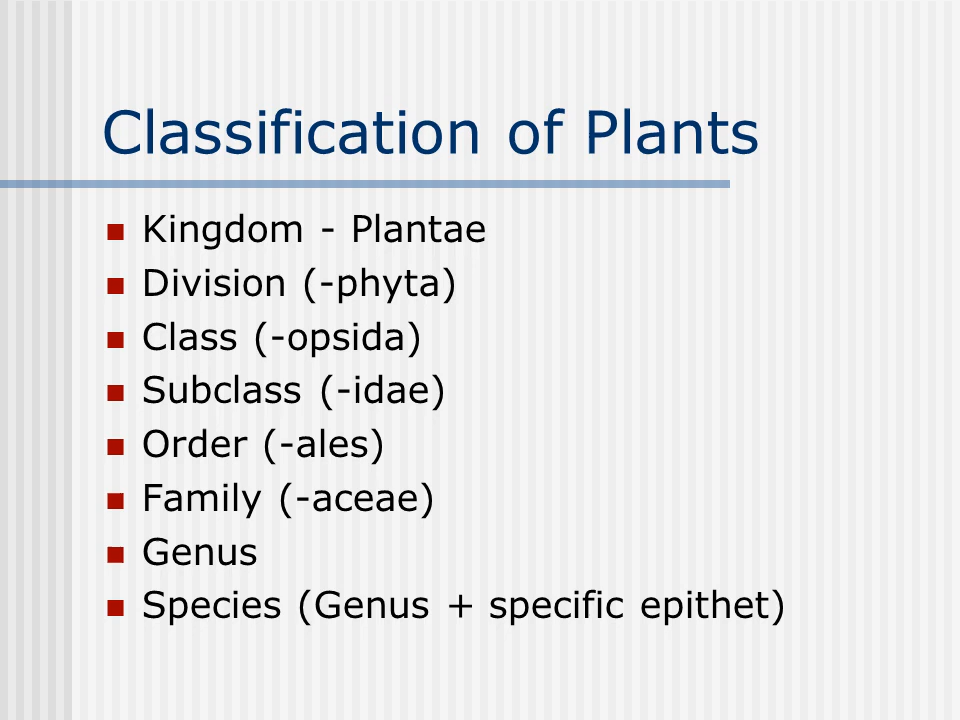 Classification of Plants
Kingdom - Plantae
Division (-phyta)
Class (-opsida)
Subclass (-idae)
Order (-ales)
Family (-aceae)
Genus
Species (Genus + specific epithet)